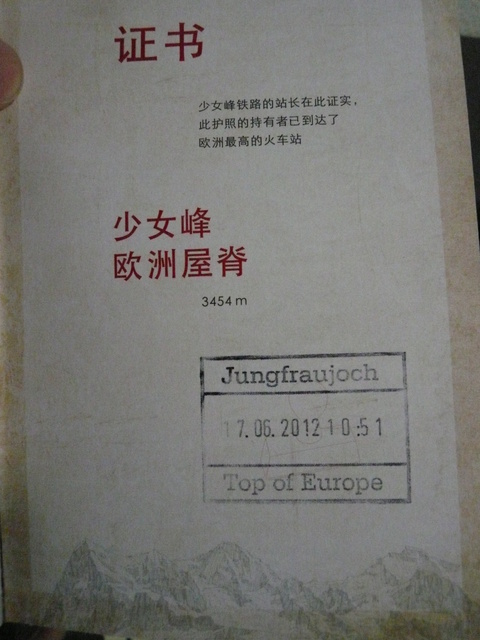 证书
少女峰铁路的站长在此证实，
此护照的持有者已到达了
欧洲最高的火车站
少女峰
欧洲屋脊
3454 m
Jungfraujoch
17.06.2012 10:51
Top of Europe